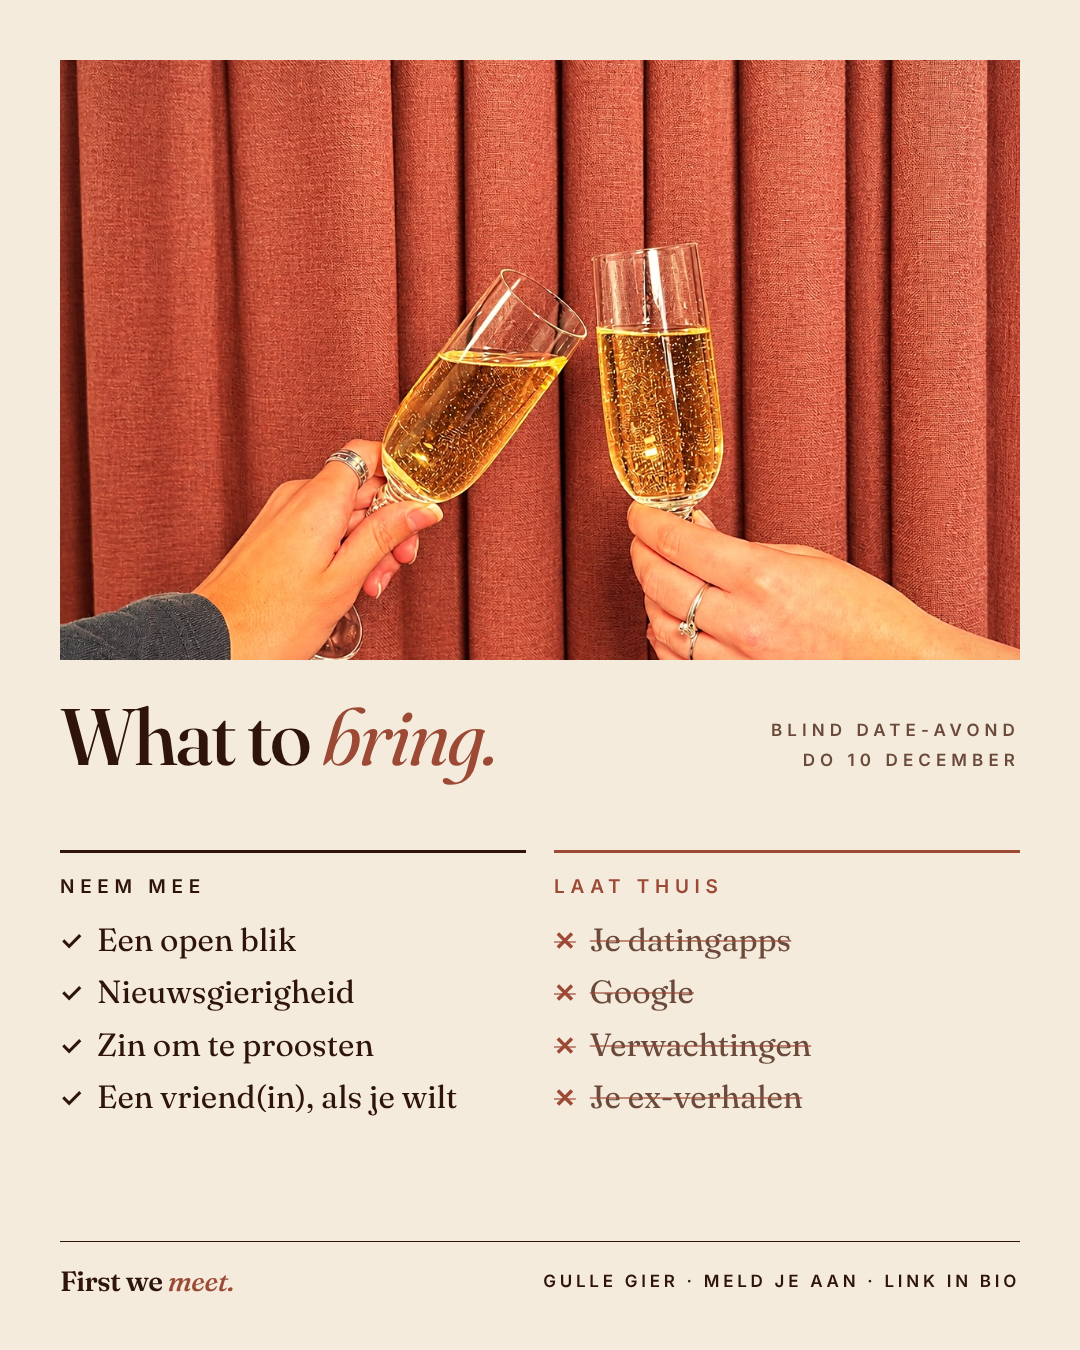 What to bring.
BLIND DATE-AVOND
DO 10 DECEMBER
NEEM MEE
✓ Een open blik
✓ Nieuwsgierigheid
✓ Zin om te proosten
✓ Een vriend(in), als je wilt
LAAT THUIS
✕ Je datingapps
✕ Google
✕ Verwachtingen
✕ Je ex-verhalen
First we meet.
GULLE GIER · MELD JE AAN · LINK IN BIO